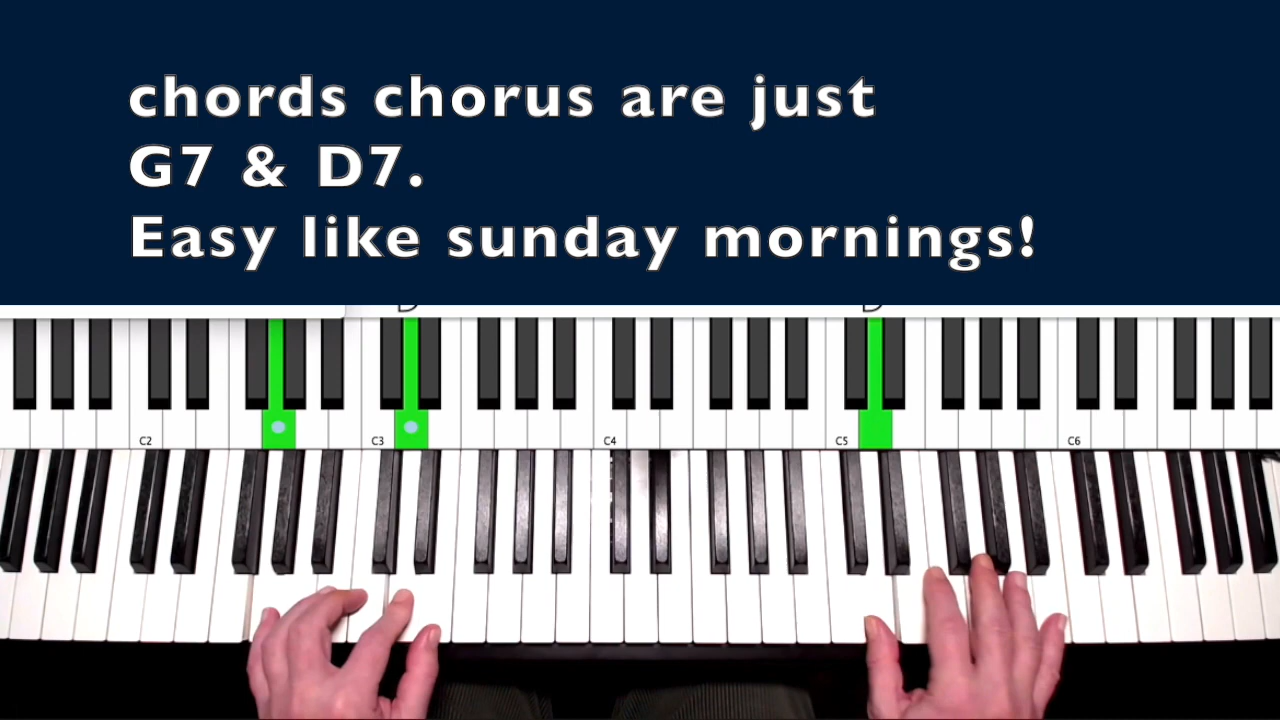 chords chorus are just
G7 & D7.
Easy like sunday mornings!
D D
C2 C3 C4 C5 C6